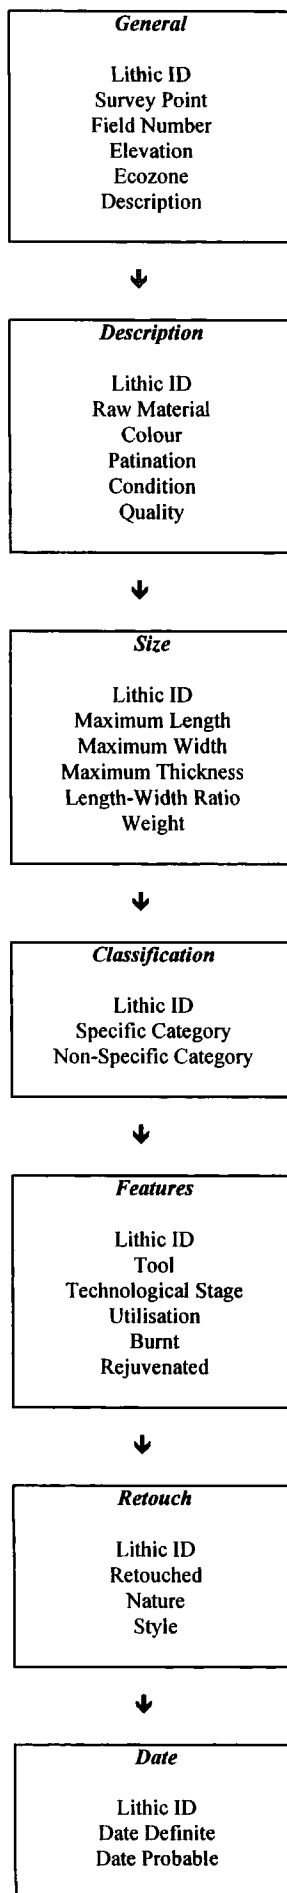 General
Lithic ID
Survey Point
Field Number
Elevation
Ecozone
Description
Description
Lithic ID
Raw Material
Colour
Patination
Condition
Quality
Size
Lithic ID
Maximum Length
Maximum Width
Maximum Thickness
Length-Width Ratio
Weight
Classification
Lithic ID
Specific Category
Non-Specific Category
Features
Lithic ID
Tool
Technological Stage
Utilisation
Burnt
Rejuvenated
Retouch
Lithic ID
Retouched
Nature
Style
Date
Lithic ID
Date Definite
Date Probable